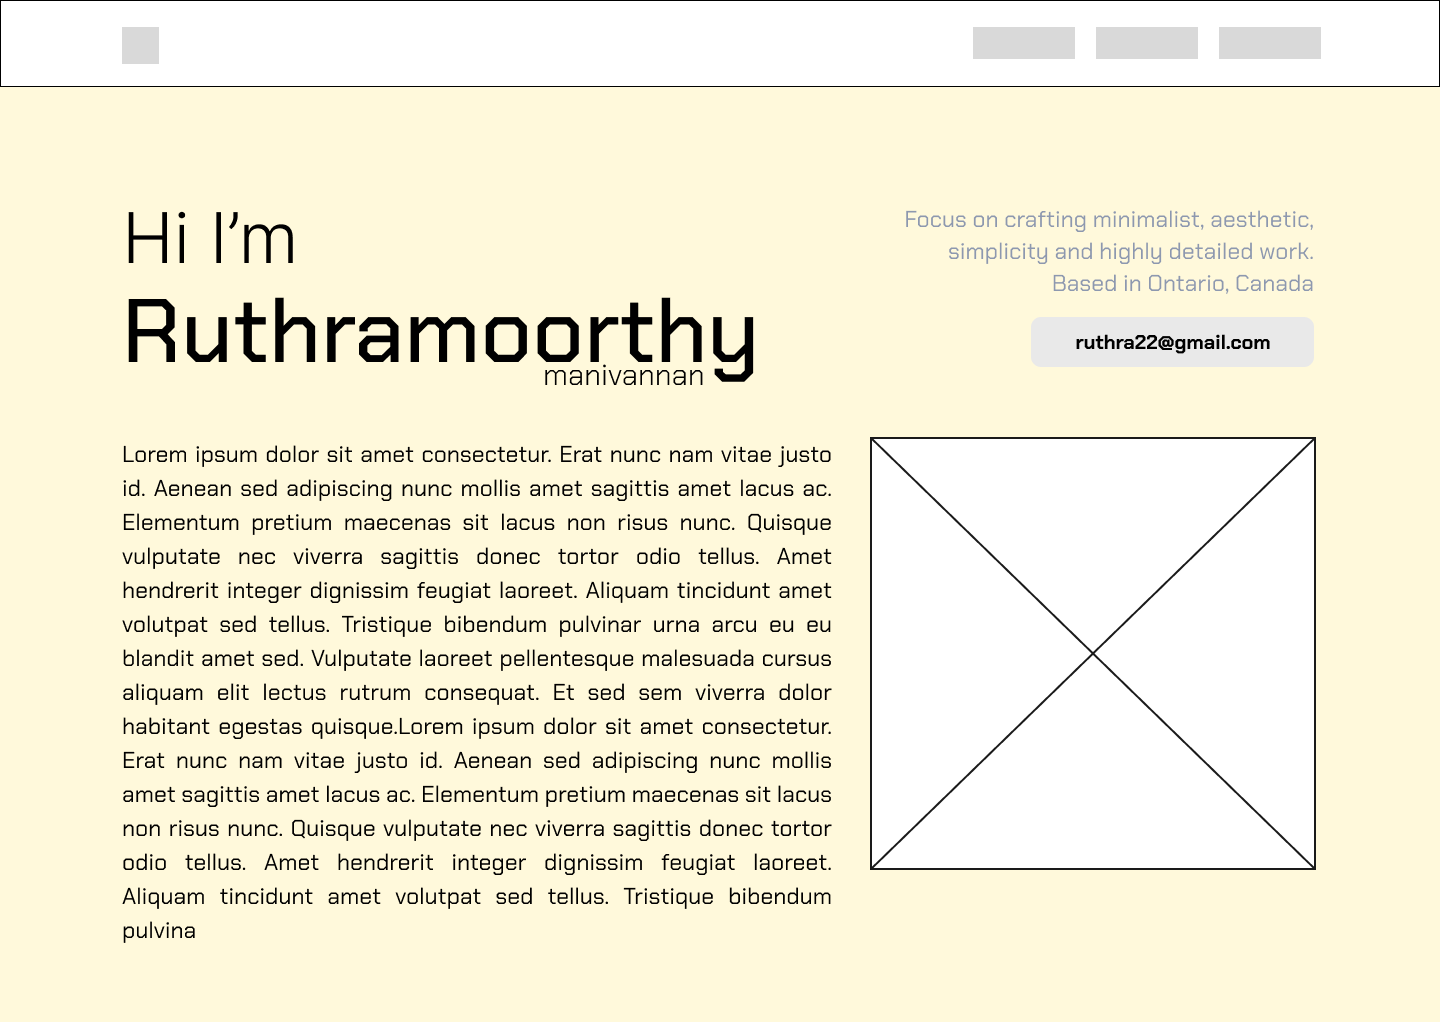 Hi I’m
Ruthramoorthy
manivannan
Focus on crafting minimalist, aesthetic,
simplicity and highly detailed work.
Based in Ontario, Canada
ruthra22@gmail.com
Lorem ipsum dolor sit amet consectetur. Erat nunc nam vitae justo
id. Aenean sed adipiscing nunc mollis amet sagittis amet lacus ac.
Elementum pretium maecenas sit lacus non risus nunc. Quisque
vulputate nec viverra sagittis donec tortor odio tellus. Amet
hendrerit integer dignissim feugiat laoreet. Aliquam tincidunt amet
volutpat sed tellus. Tristique bibendum pulvinar urna arcu eu eu
blandit amet sed. Vulputate laoreet pellentesque malesuada cursus
aliquam elit lectus rutrum consequat. Et sed sem viverra dolor
habitant egestas quisque.Lorem ipsum dolor sit amet consectetur.
Erat nunc nam vitae justo id. Aenean sed adipiscing nunc mollis
amet sagittis amet lacus ac. Elementum pretium maecenas sit lacus
non risus nunc. Quisque vulputate nec viverra sagittis donec tortor
odio tellus. Amet hendrerit integer dignissim feugiat laoreet.
Aliquam tincidunt amet volutpat sed tellus. Tristique bibendum
pulvina